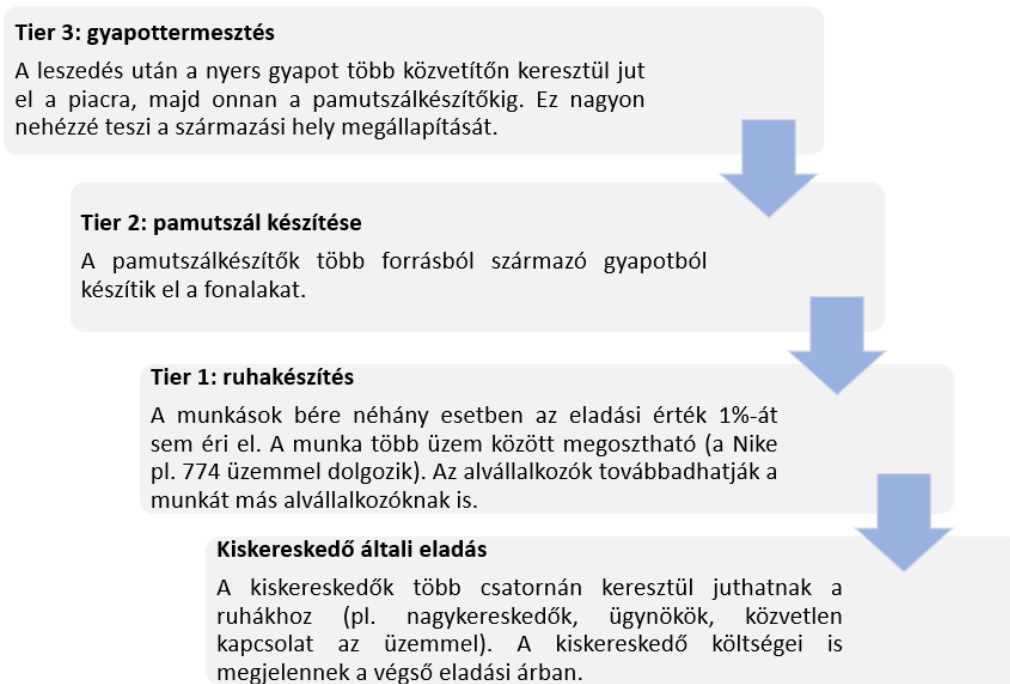 Tier 3: gyapottermesztés
A leszedés után a nyers gyapot több közvetítőn keresztül jut
el a piacra, majd onnan a pamutszálkészítőkig. Ez nagyon
nehézzé teszi a származási hely megállapítását.
Tier 2: pamutszál készítése
A pamutszálkészítők több forrásból származó gyapotból
készítik el a fonalakat.
Tier 1: ruhakészítés
A munkások bére néhány esetben az eladási érték 1%-át
sem éri el. A munka több üzem között megosztható (a Nike
pl. 774 üzemmel dolgozik). Az alvállalkozók továbbadhatják a
munkát más alvállalkozóknak is.
Kiskereskedő általi eladás
A kiskereskedők több csatornán keresztül juthatnak a
ruhákhoz (pl. nagykereskedők, ügynökök, közvetlen
kapcsolat az üzemmel). A kiskereskedő költségei is
megjelennek a végső eladási árban.